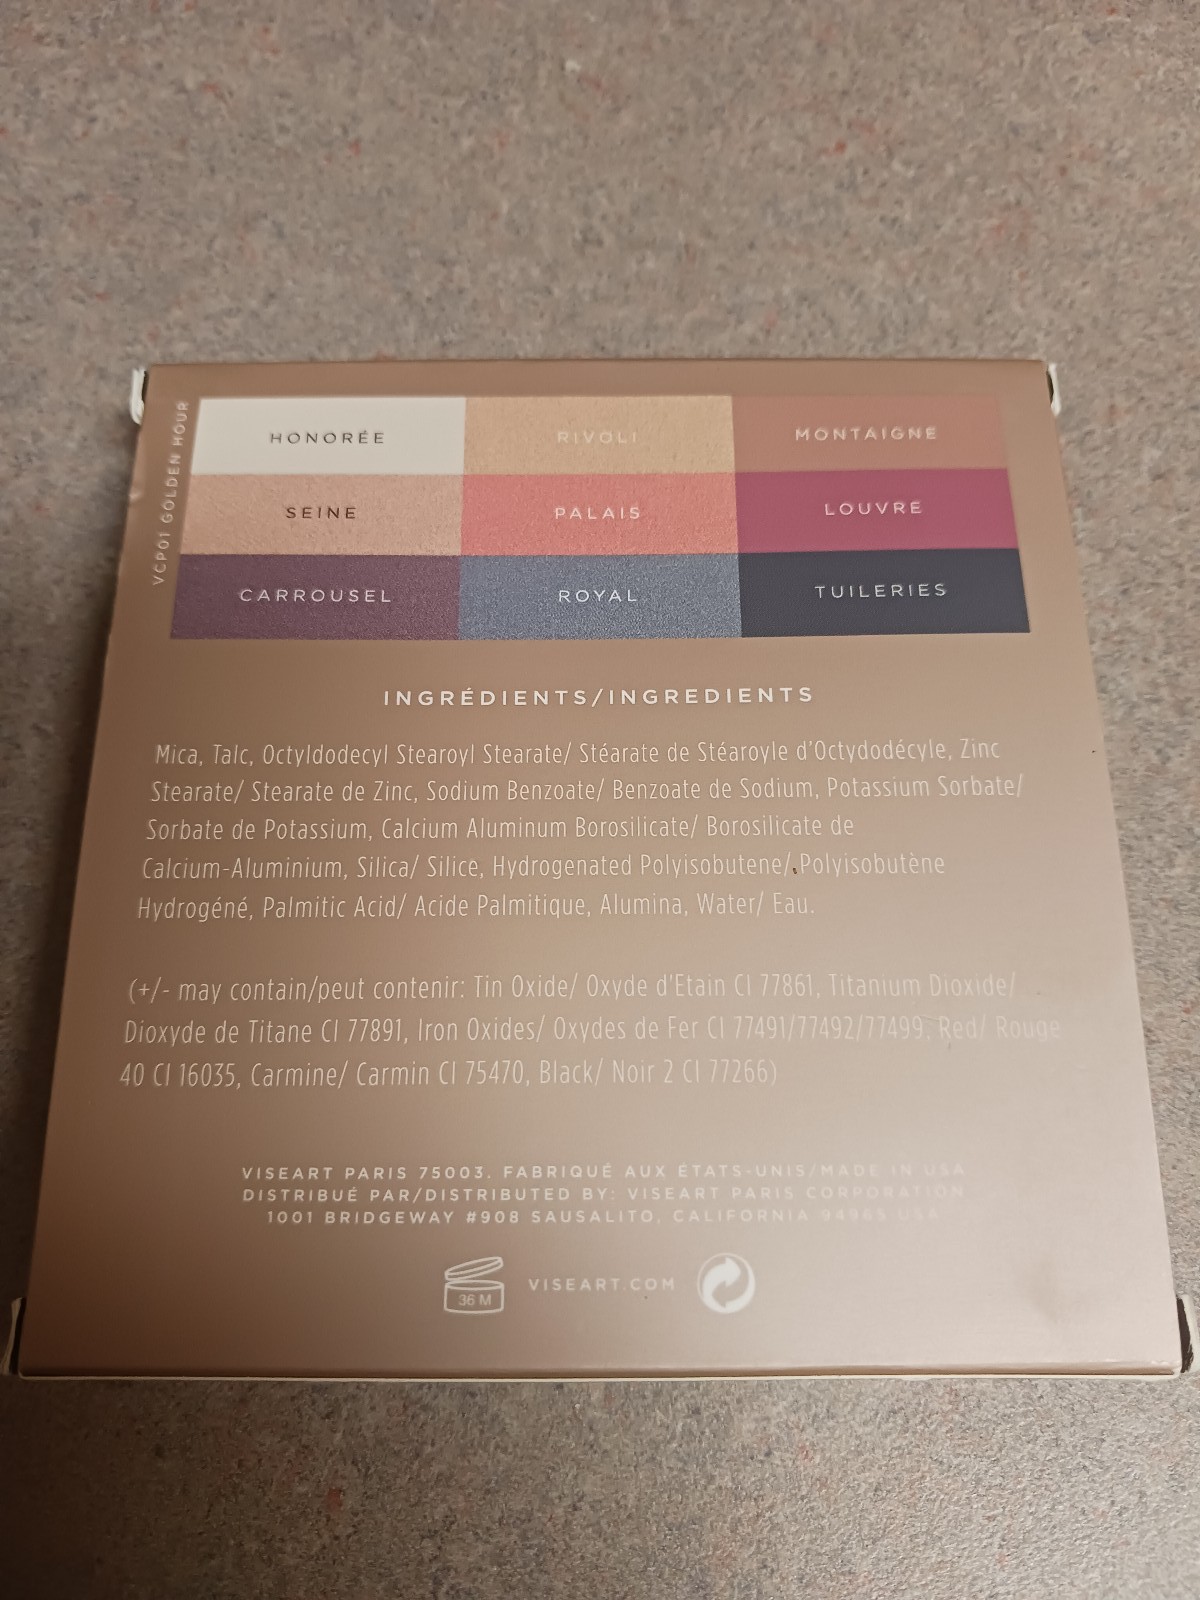 VCP01 GOLDEN HOUR
HONORÉE RIVOLI MONTAIGNE
SEINE PALAIS LOUVRE
CARROUSEL ROYAL TUILERIES
INGRÉDIENTS/INGREDIENTS
Mica, Talc, Octyldodecyl Stearoyl Stearate/ Stéarate de Stéaroyle d'Octydodécyle, Zinc
Stearate/ Stearate de Zinc, Sodium Benzoate/ Benzoate de Sodium, Potassium Sorbate/
Sorbate de Potassium, Calcium Aluminum Borosilicate/ Borosilicate de
Calcium-Aluminium, Silica/ Silice, Hydrogenated Polyisobutene/ Polyisobutène
Hydrogéné, Palmitic Acid/ Acide Palmitique, Alumina, Water/ Eau.
(+/- may contain/peut contenir: Tin Oxide/ Oxyde d'Etain CI 77861, Titanium Dioxide/
Dioxyde de Titane CI 77891, Iron Oxides/ Oxydes de Fer CI 77491/77492/77499, Red/ Rouge
40 CI 16035, Carmine/ Carmin CI 75470, Black/ Noir 2 CI 77266)
VISEART PARIS 75003. FABRIQUÉ AUX ÉTATS-UNIS/MADE IN USA
DISTRIBUÉ PAR/DISTRIBUTED BY: VISEART PARIS CORPORATION
1001 BRIDGEWAY #908 SAUSALITO, CALIFORNIA 94965 USA
36 M VISEART.COM